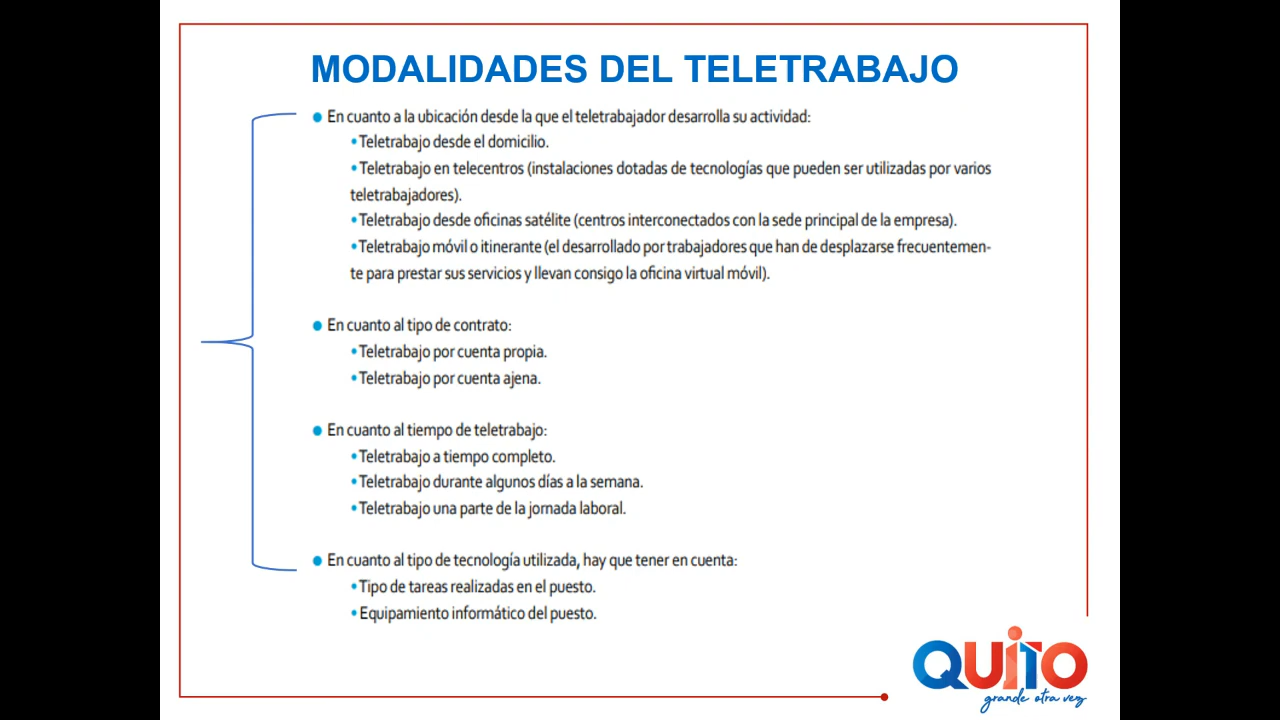 MODALIDADES DEL TELETRABAJO
● En cuanto a la ubicación desde la que el teletrabajador desarrolla su actividad:
•Teletrabajo desde el domicilio.
•Teletrabajo en telecentros (instalaciones dotadas de tecnologías que pueden ser utilizadas por varios
teletrabajadores).
•Teletrabajo desde oficinas satélite (centros interconectados con la sede principal de la empresa).
•Teletrabajo móvil o itinerante (el desarrollado por trabajadores que han de desplazarse frecuentemen-
te para prestar sus servicios y llevan consigo la oficina virtual móvil).
● En cuanto al tipo de contrato:
•Teletrabajo por cuenta propia.
•Teletrabajo por cuenta ajena.
● En cuanto al tiempo de teletrabajo:
•Teletrabajo a tiempo completo.
•Teletrabajo durante algunos días a la semana.
•Teletrabajo una parte de la jornada laboral.
● En cuanto al tipo de tecnología utilizada, hay que tener en cuenta:
•Tipo de tareas realizadas en el puesto.
•Equipamiento informático del puesto.
QUITO
grande otra vez